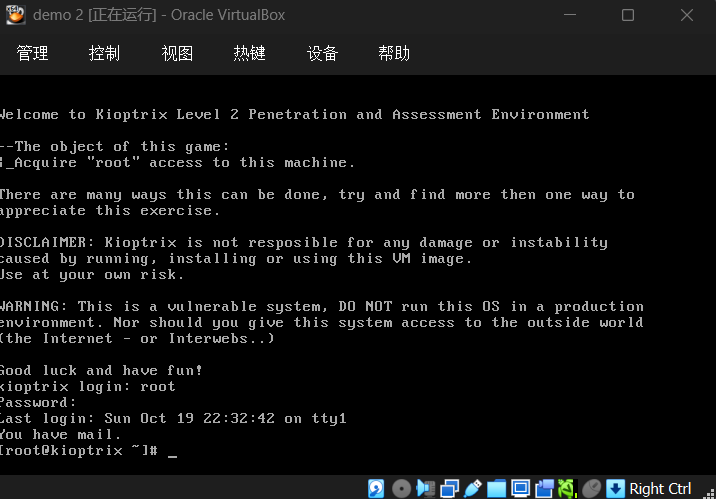 demo 2 [正在运行] - Oracle VirtualBox
管理 控制 视图 热键 设备 帮助
Welcome to Kioptrix Level 2 Penetration and Assessment Environment
--The object of this game:
|_Acquire "root" access to this machine.
There are many ways this can be done, try and find more then one way to
appreciate this exercise.
DISCLAIMER: Kioptrix is not resposible for any damage or instability
caused by running, installing or using this VM image.
Use at your own risk.
WARNING: This is a vulnerable system, DO NOT run this OS in a production
environment. Nor should you give this system access to the outside world
(the Internet - or Interwebs..)
Good luck and have fun!
kioptrix login: root
Password:
Last login: Sun Oct 19 22:32:42 on tty1
You have mail.
[root@kioptrix ~]# _
Right Ctrl